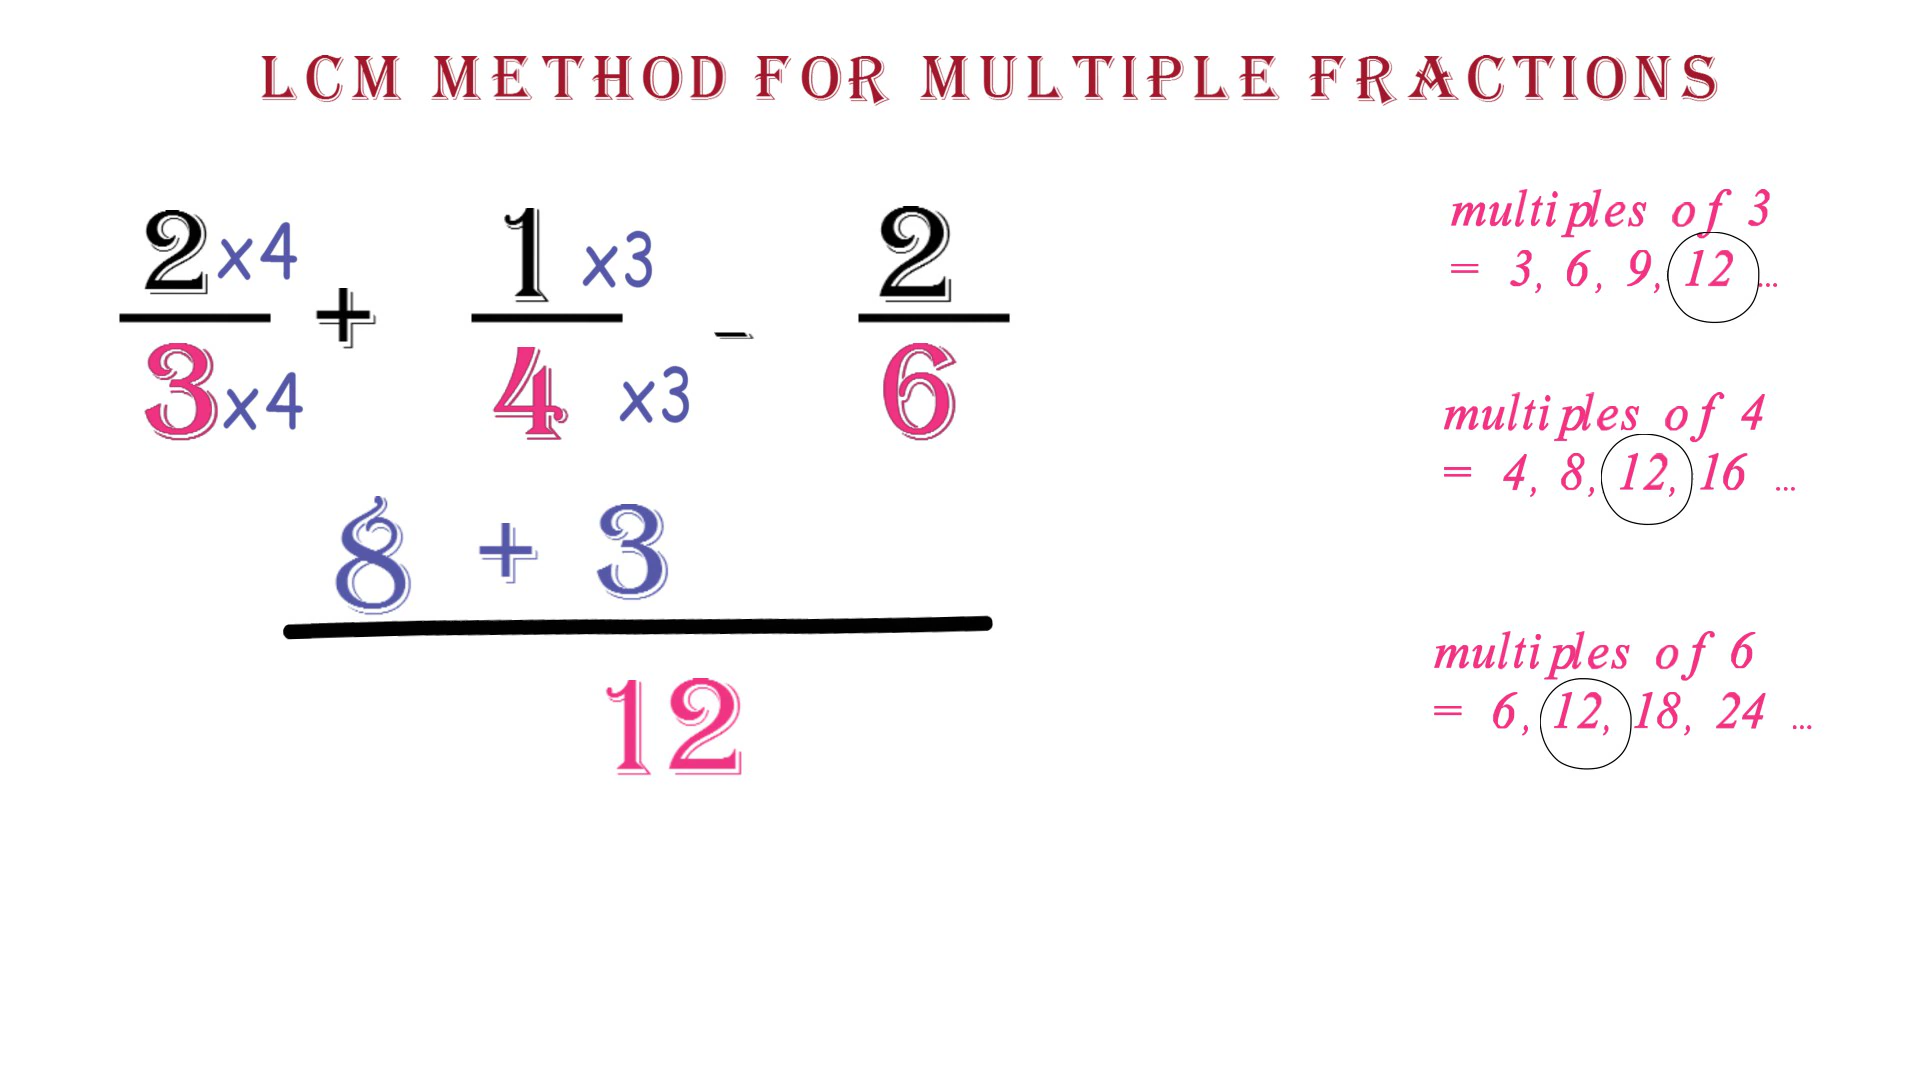 LCM METHOD FOR MULTIPLE FRACTIONS
2 x4 1 x3 2
+ –
3 x4 4 x3 6
8 + 3
12
multiples of 3
= 3, 6, 9, 12 ...
multiples of 4
= 4, 8, 12, 16 ...
multiples of 6
= 6, 12, 18, 24 ...